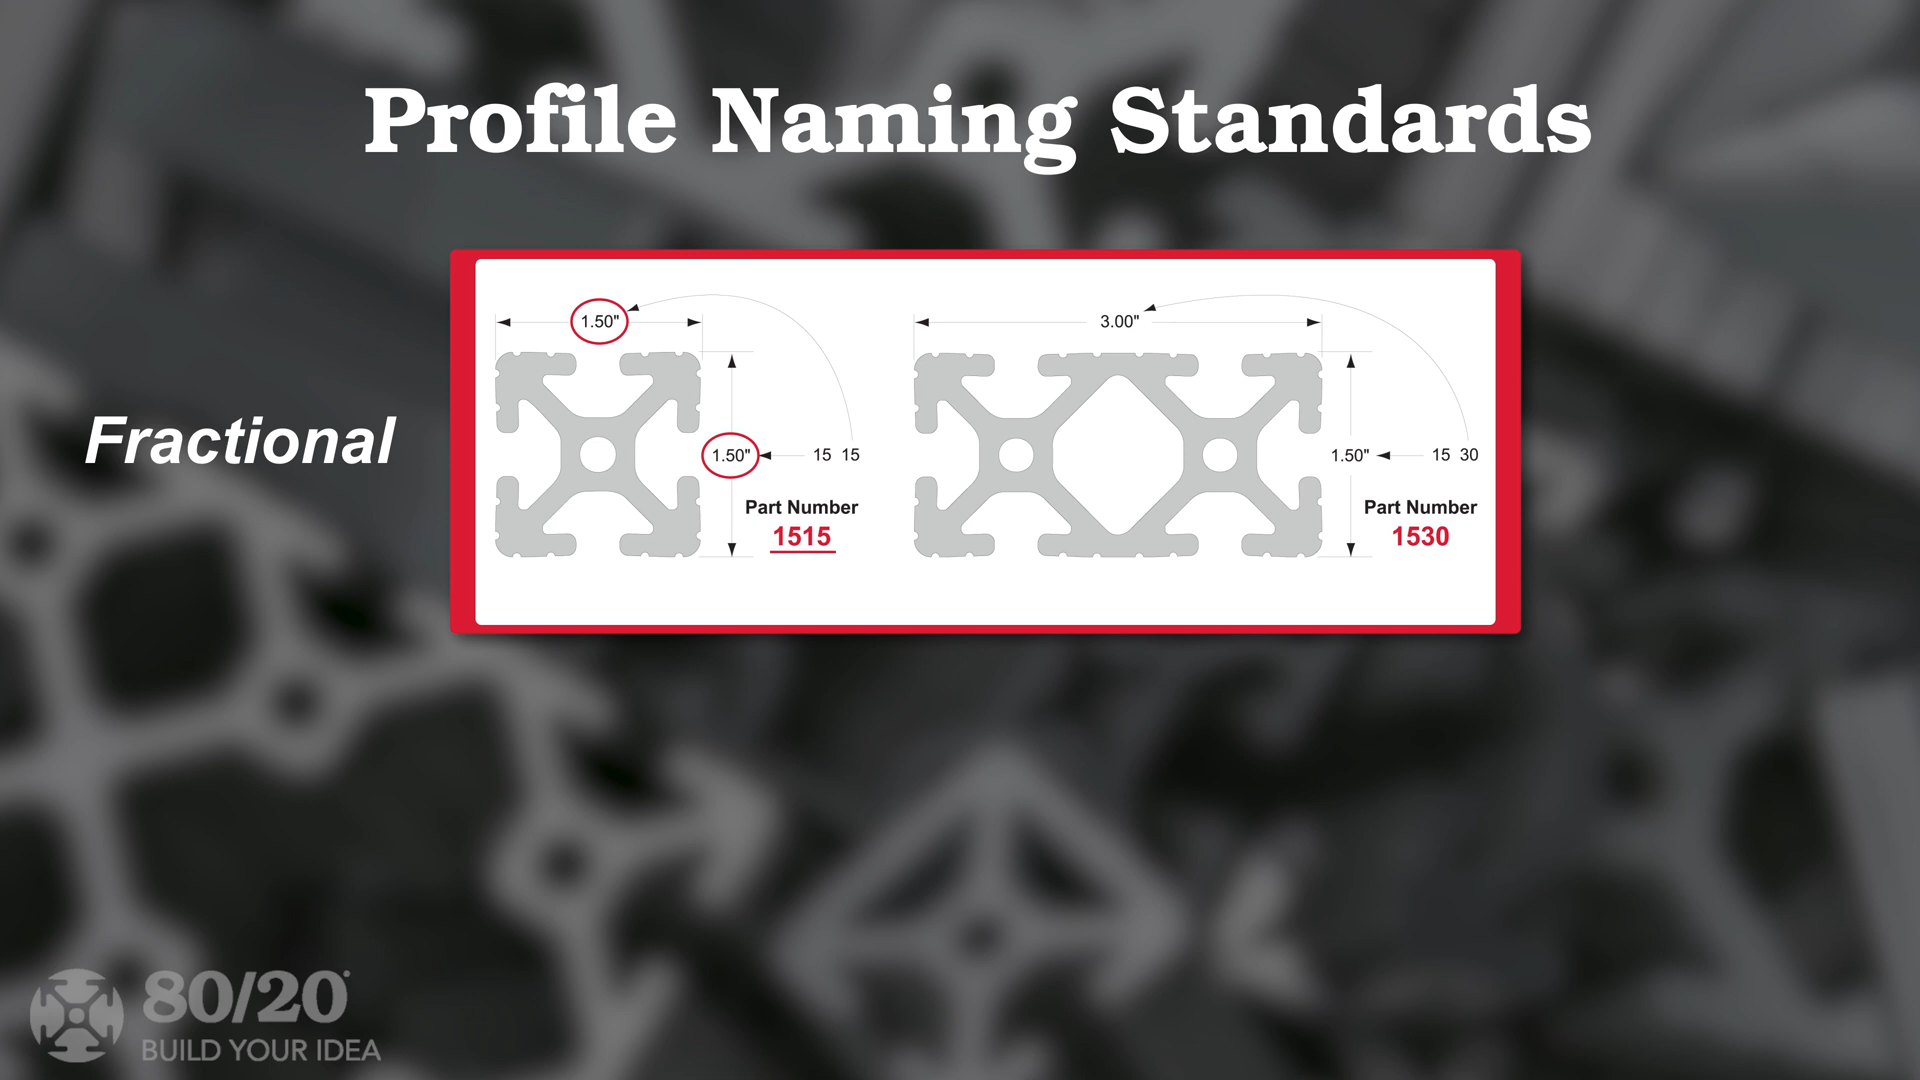 Profile Naming Standards
Fractional
1.50"
1.50"
15 15
Part Number
1515
3.00"
1.50"
15 30
Part Number
1530
80/20
BUILD YOUR IDEA